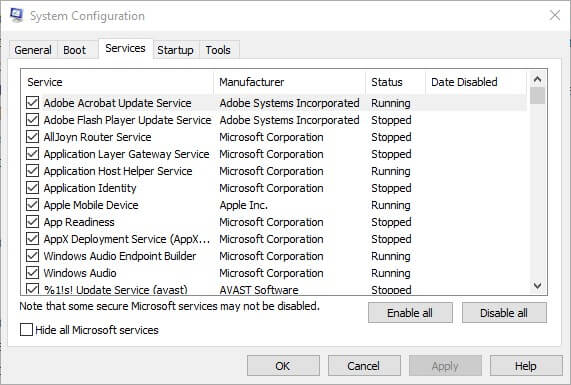 System Configuration
General Boot Services Startup Tools
Service Manufacturer Status Date Disabled
Adobe Acrobat Update Service Adobe Systems Incorporated Running
Adobe Flash Player Update Service Adobe Systems Incorporated Stopped
AllJoyn Router Service Microsoft Corporation Stopped
Application Layer Gateway Service Microsoft Corporation Stopped
Application Host Helper Service Microsoft Corporation Running
Application Identity Microsoft Corporation Stopped
Apple Mobile Device Apple Inc. Running
App Readiness Microsoft Corporation Stopped
AppX Deployment Service (AppX... Microsoft Corporation Stopped
Windows Audio Endpoint Builder Microsoft Corporation Running
Windows Audio Microsoft Corporation Running
%1!s! Update Service (avast) AVAST Software Stopped
Note that some secure Microsoft services may not be disabled.
Enable all Disable all
Hide all Microsoft services
OK Cancel Apply Help